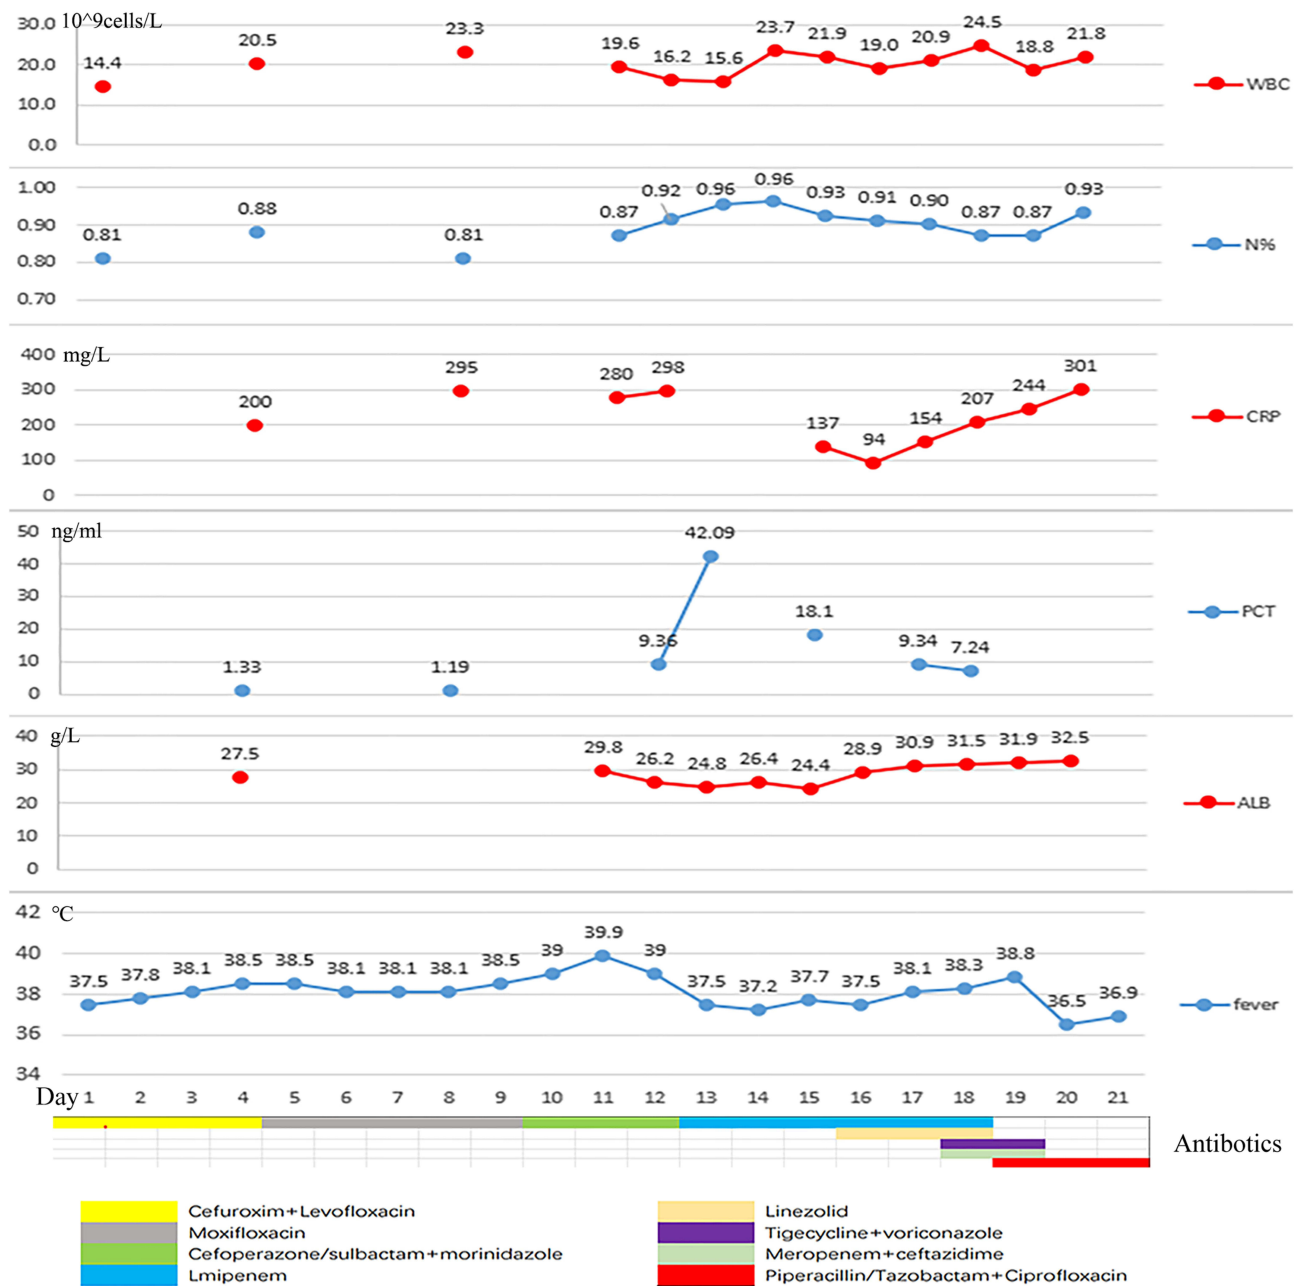 10^9cells/L
30.0 20.0 10.0 0.0
14.4 20.5 23.3 19.6 16.2 15.6 23.7 21.9 19.0 20.9 24.5 18.8 21.8
WBC
1.00 0.90 0.80 0.70
0.81 0.88 0.81 0.87 0.92 0.96 0.96 0.93 0.91 0.90 0.87 0.87 0.93
N%
mg/L
400 300 200 100 0
200 295 280 298 137 94 154 207 244 301
CRP
ng/ml
50 40 30 20 10 0
1.33 1.19 9.36 42.09 18.1 9.34 7.24
PCT
g/L
40 30 20 10 0
27.5 29.8 26.2 24.8 26.4 24.4 28.9 30.9 31.5 31.9 32.5
ALB
°C
42 40 38 36 34
37.5 37.8 38.1 38.5 38.5 38.1 38.1 38.1 38.5 39 39.9 39 37.5 37.2 37.7 37.5 38.1 38.3 38.8 36.5 36.9
fever
Day 1 2 3 4 5 6 7 8 9 10 11 12 13 14 15 16 17 18 19 20 21
Antibotics
Cefuroxim+Levofloxacin
Moxifloxacin
Cefoperazone/sulbactam+morinidazole
Lmipenem
Linezolid
Tigecycline+voriconazole
Meropenem+ceftazidime
Piperacillin/Tazobactam+Ciprofloxacin